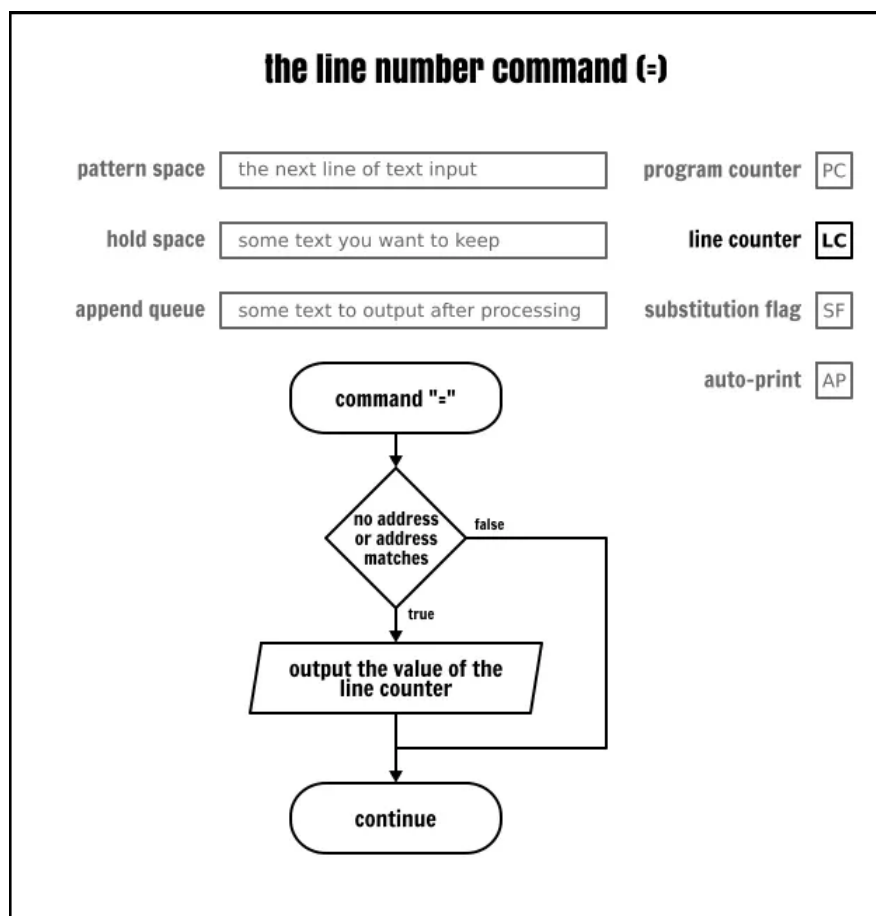 the line number command (=)
pattern space
the next line of text input
program counter
PC
hold space
some text you want to keep
line counter
LC
append queue
some text to output after processing
substitution flag
SF
auto-print
AP
command "="
no address
or address
matches
false
true
output the value of the
line counter
continue